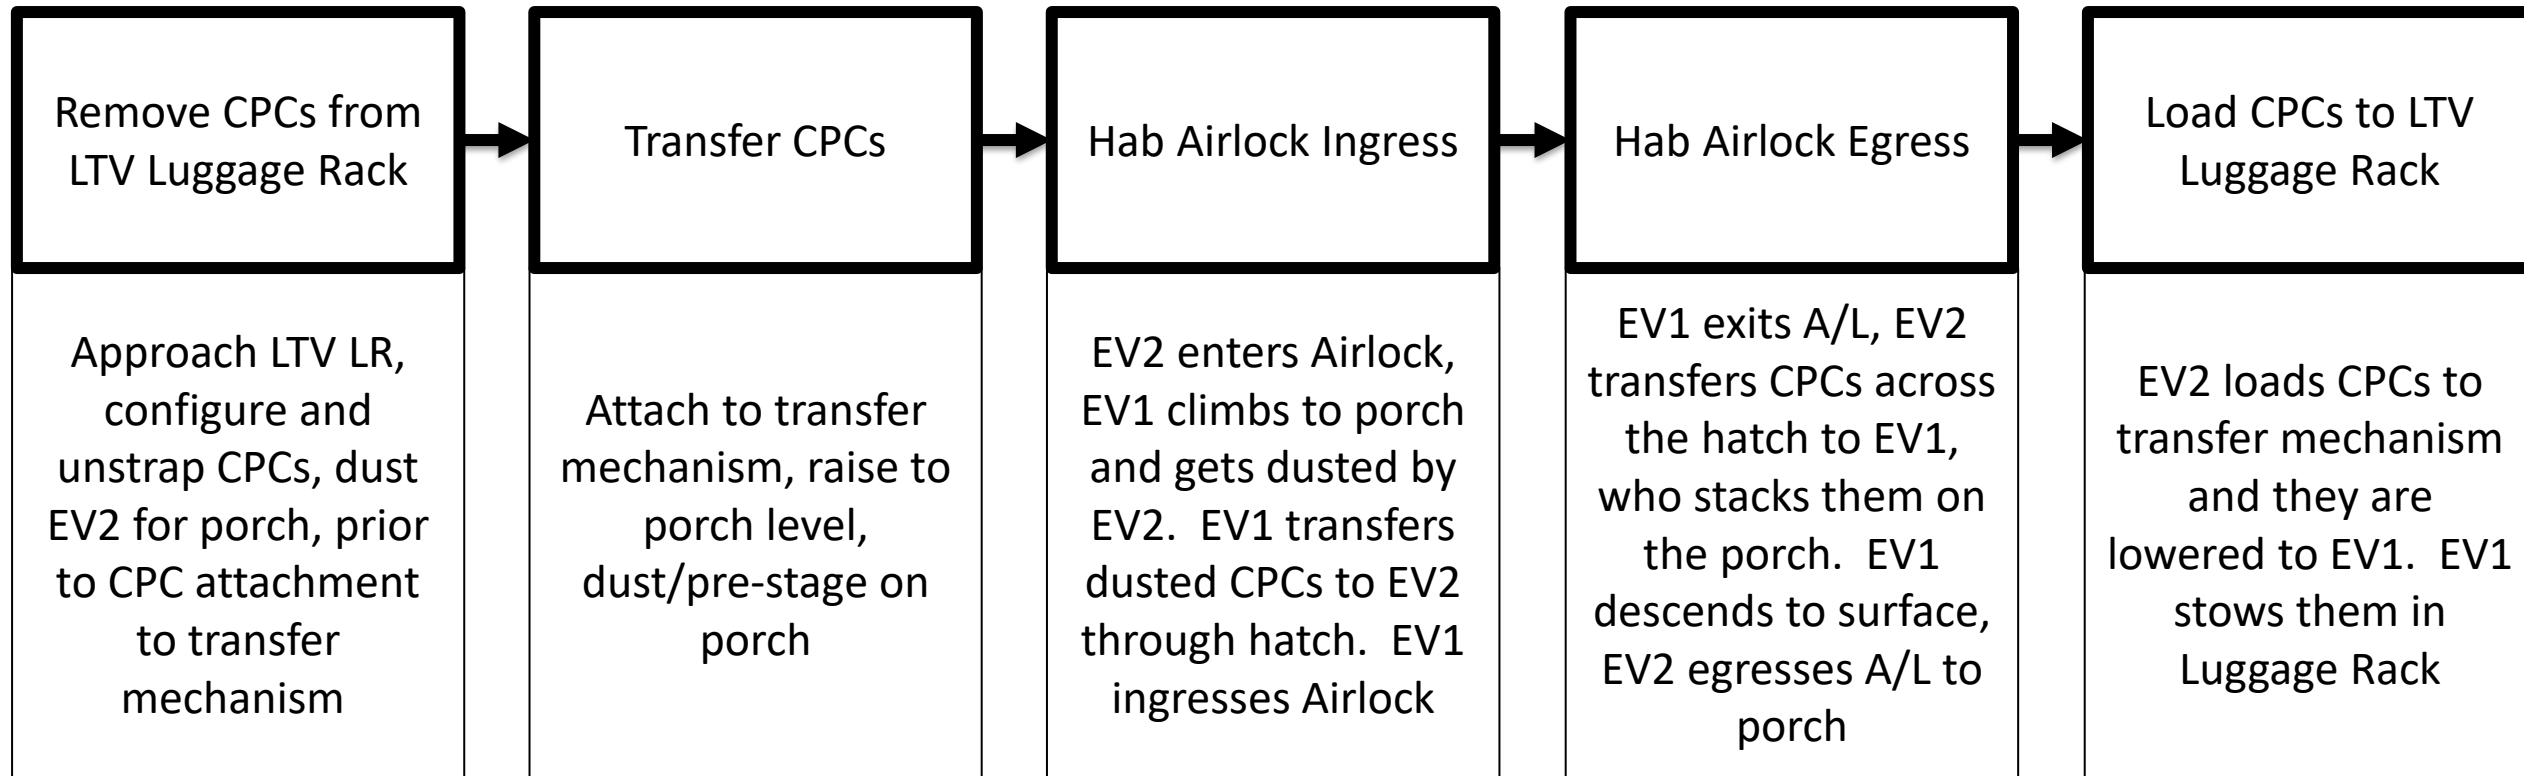 Remove CPCs from
LTV Luggage Rack
Approach LTV LR,
configure and
unstrap CPCs, dust
EV2 for porch, prior
to CPC attachment
to transfer
mechanism
Transfer CPCs
Attach to transfer
mechanism, raise to
porch level,
dust/pre-stage on
porch
Hab Airlock Ingress
EV2 enters Airlock,
EV1 climbs to porch
and gets dusted by
EV2.  EV1 transfers
dusted CPCs to EV2
through hatch.  EV1
ingresses Airlock
Hab Airlock Egress
EV1 exits A/L, EV2
transfers CPCs across
the hatch to EV1,
who stacks them on
the porch.  EV1
descends to surface,
EV2 egresses A/L to
porch
Load CPCs to LTV
Luggage Rack
EV2 loads CPCs to
transfer mechanism
and they are
lowered to EV1.  EV1
stows them in
Luggage Rack